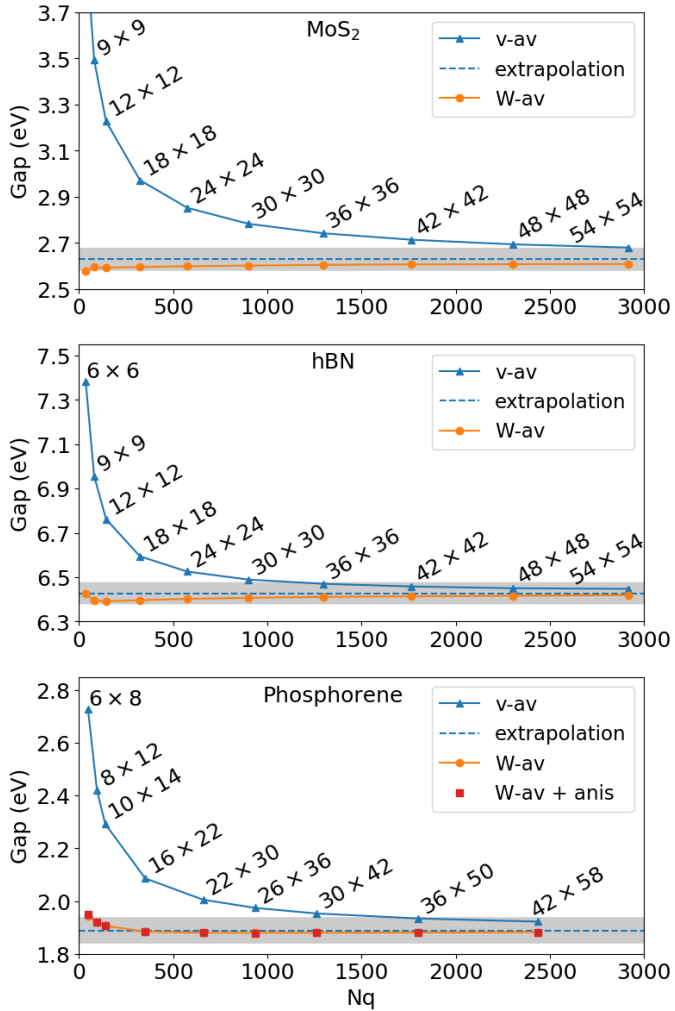 MoS₂
v-av
extrapolation
W-av
Gap (eV)
3.7
3.5
3.3
3.1
2.9
2.7
2.5
9 × 9
12 × 12
18 × 18
24 × 24
30 × 30
36 × 36
42 × 42
48 × 48
54 × 54
0 500 1000 1500 2000 2500 3000
hBN
v-av
extrapolation
W-av
Gap (eV)
7.5
7.3
7.1
6.9
6.7
6.5
6.3
6 × 6
9 × 9
12 × 12
18 × 18
24 × 24
30 × 30
36 × 36
42 × 42
48 × 48
54 × 54
0 500 1000 1500 2000 2500 3000
Phosphorene
v-av
extrapolation
W-av
W-av + anis
Gap (eV)
2.8
2.6
2.4
2.2
2.0
1.8
6 × 8
8 × 12
10 × 14
16 × 22
22 × 30
26 × 36
30 × 42
36 × 50
42 × 58
0 500 1000 1500 2000 2500 3000
Nq